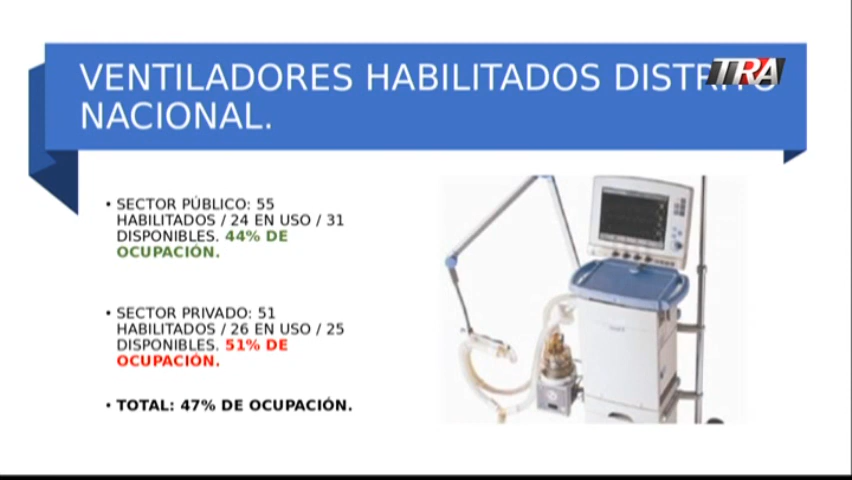 VENTILADORES HABILITADOS DISTRITO
NACIONAL.
TRA
• SECTOR PÚBLICO: 55
HABILITADOS / 24 EN USO / 31
DISPONIBLES. 44% DE
OCUPACIÓN.
• SECTOR PRIVADO: 51
HABILITADOS / 26 EN USO / 25
DISPONIBLES. 51% DE
OCUPACIÓN.
• TOTAL: 47% DE OCUPACIÓN.